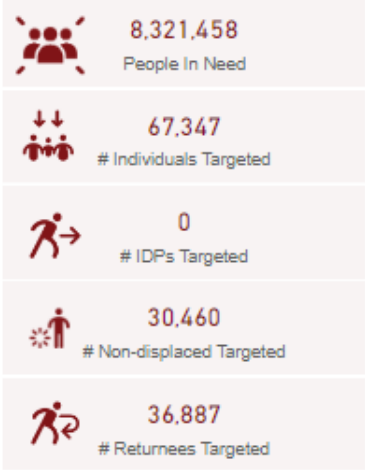 8,321,458
People In Need
67,347
# Individuals Targeted
0
# IDPs Targeted
30,460
# Non-displaced Targeted
36,887
# Returnees Targeted